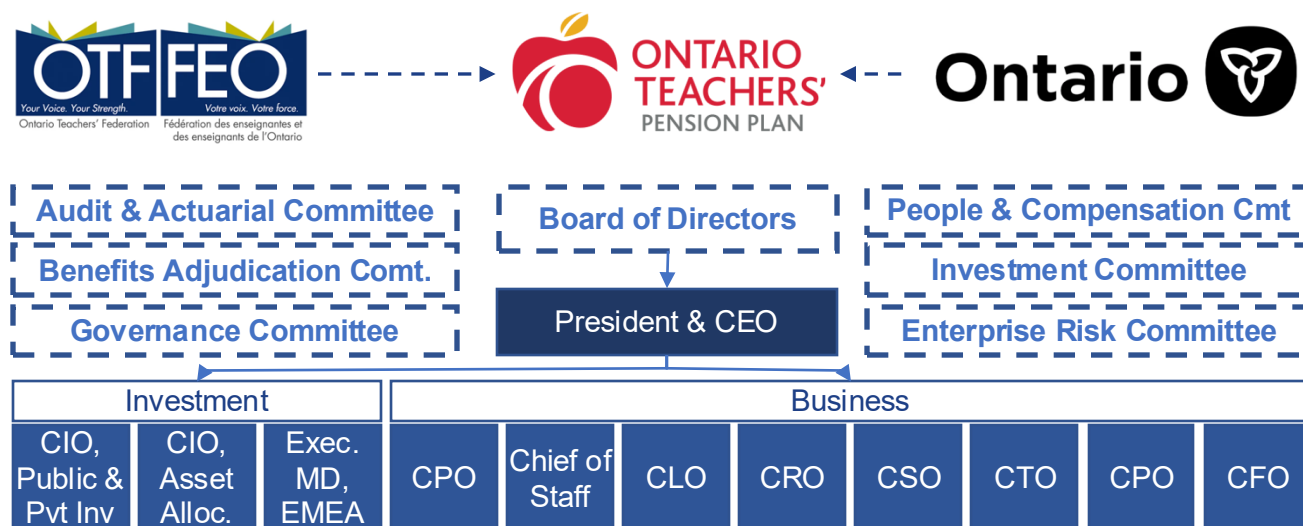 OTF FEO
Your Voice. Your Strength.
Votre voix. Votre force.
Ontario Teachers' Federation
Fédération des enseignantes et
des enseignants de l'Ontario
ONTARIO
TEACHERS'
PENSION PLAN
Ontario
Audit & Actuarial Committee
Benefits Adjudication Comt.
Governance Committee
Board of Directors
President & CEO
People & Compensation Cmt
Investment Committee
Enterprise Risk Committee
Investment
Business
CIO,
Public &
Pvt Inv
CIO,
Asset
Alloc.
Exec.
MD,
EMEA
CPO
Chief of
Staff
CLO
CRO
CSO
CTO
CPO
CFO